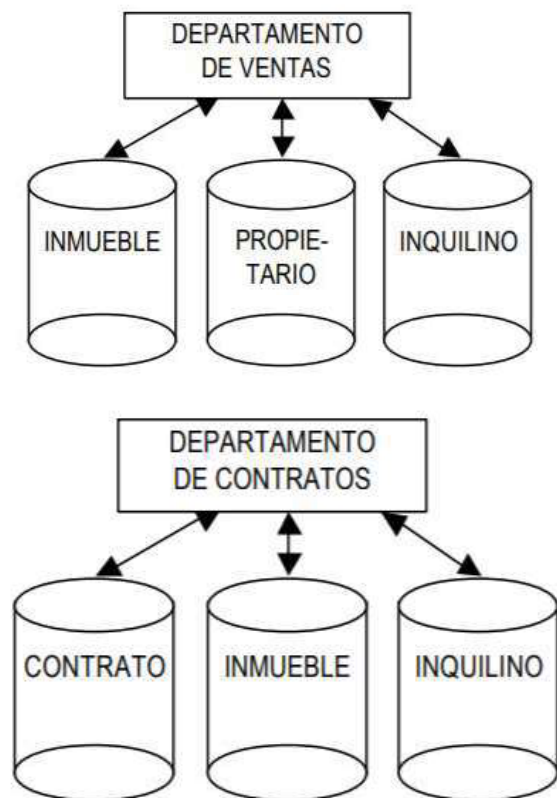 DEPARTAMENTO
DE VENTAS
INMUEBLE
PROPIE-
TARIO
INQUILINO
DEPARTAMENTO
DE CONTRATOS
CONTRATO
INMUEBLE
INQUILINO